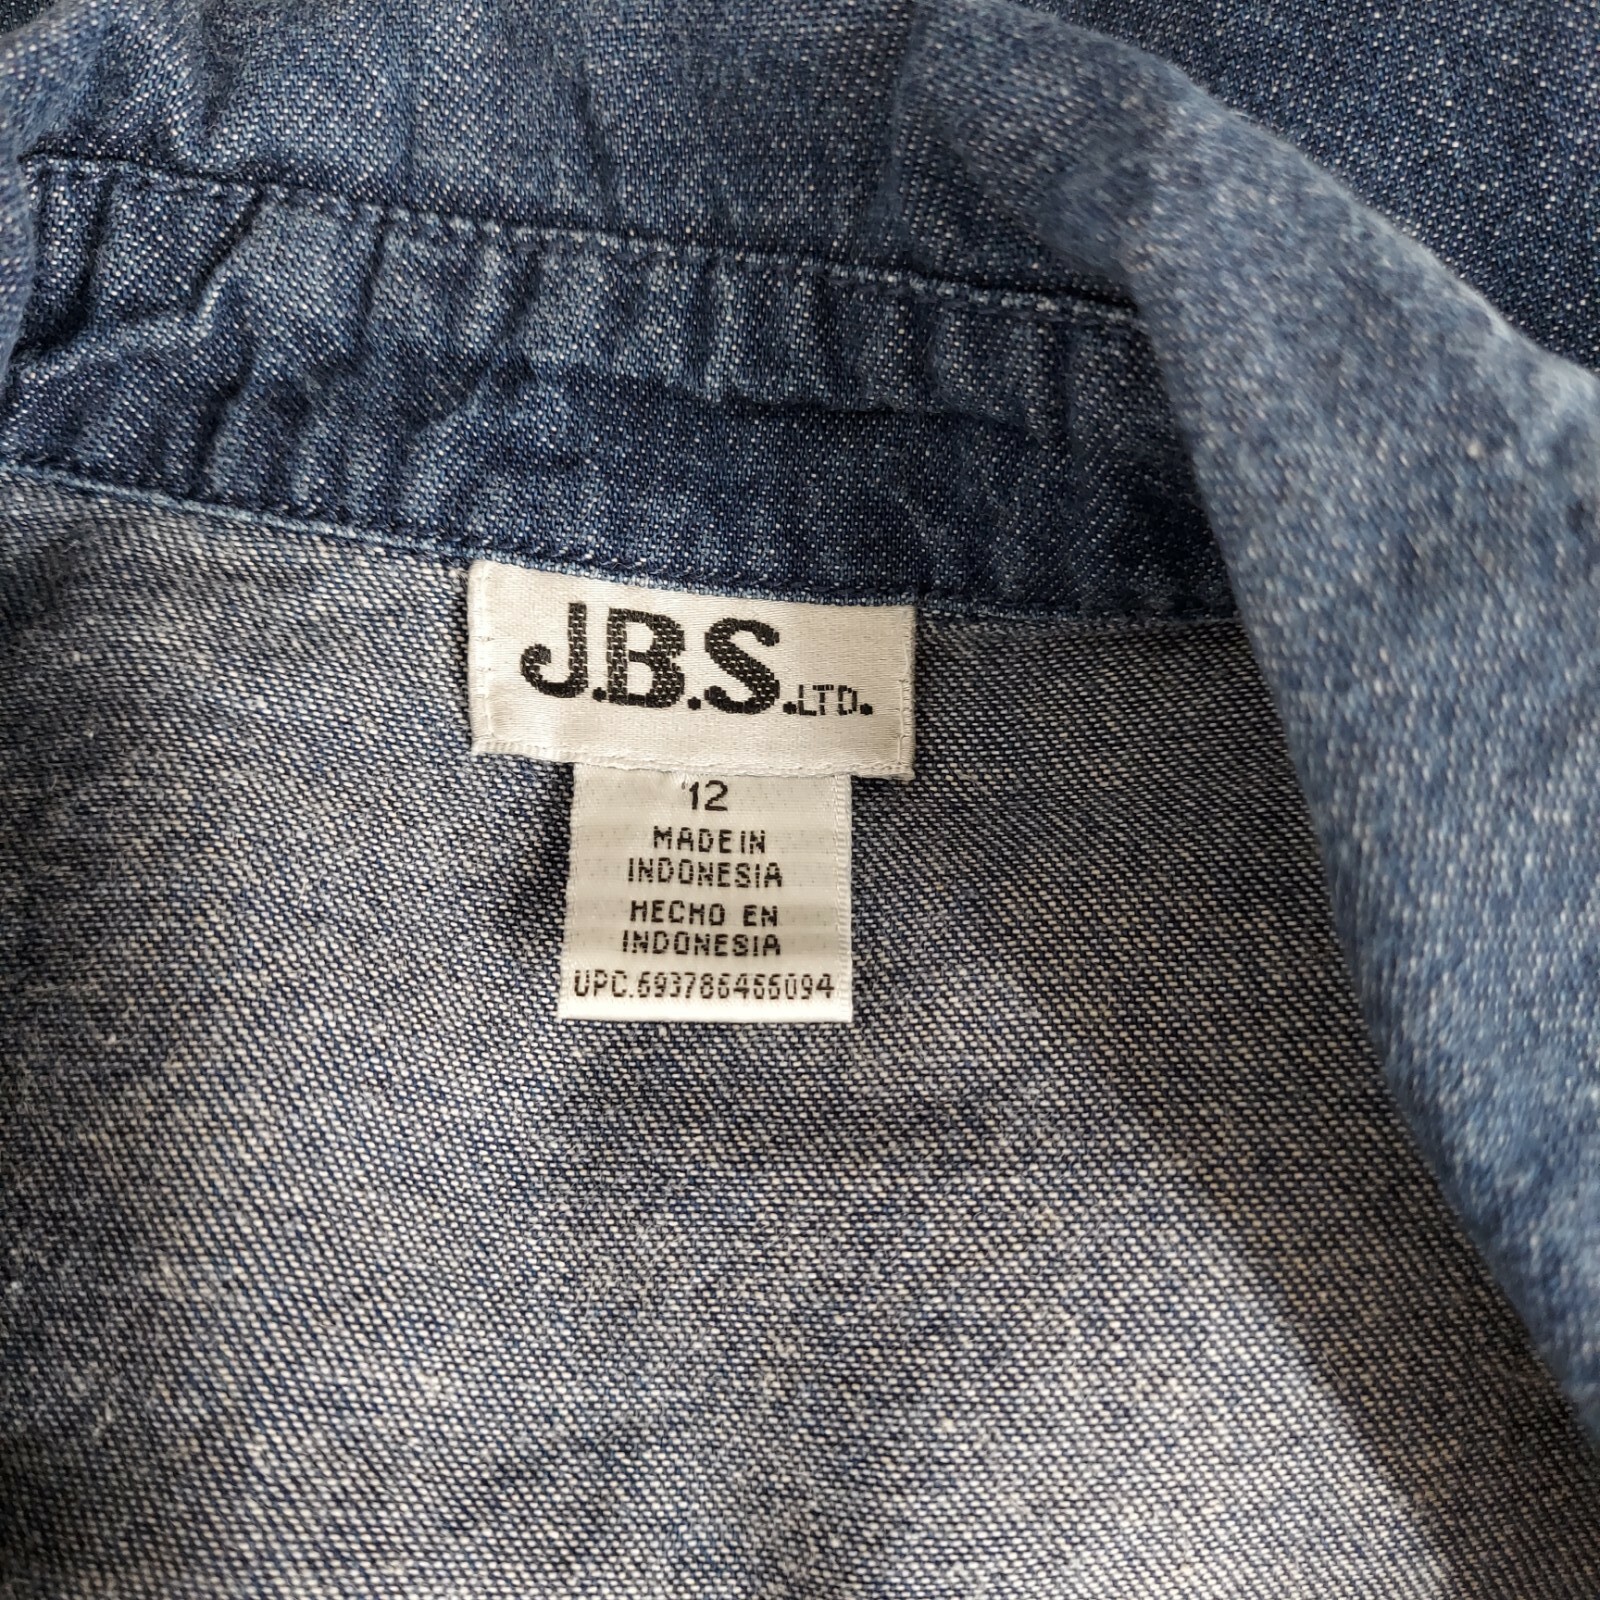 J.B.S.LTD.
12
MADE IN
INDONESIA
HECHO EN
INDONESIA
UPC.693786466094